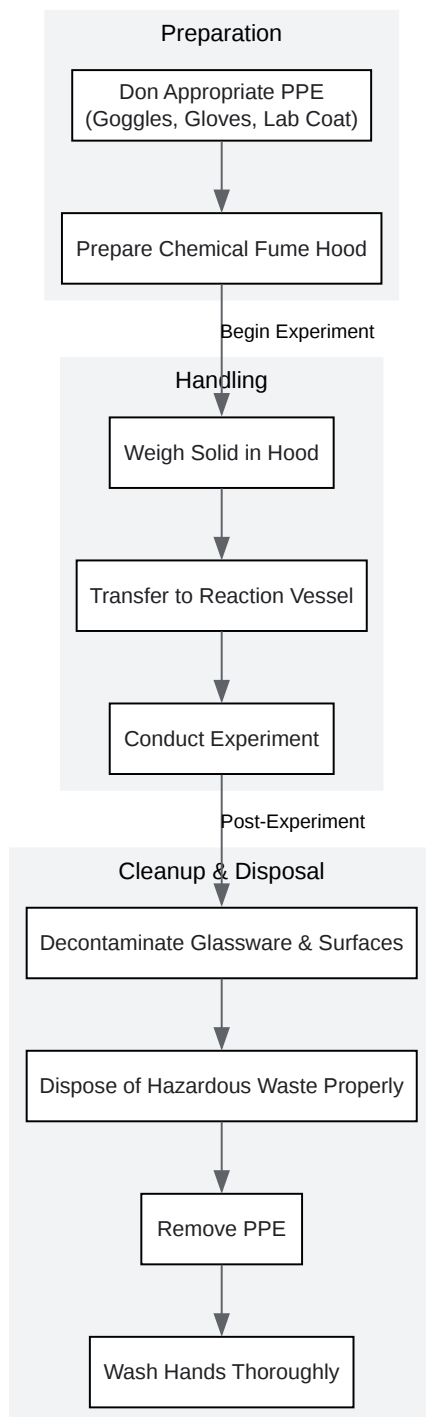 Preparation
Don Appropriate PPE
(Goggles, Gloves, Lab Coat)
Prepare Chemical Fume Hood
Begin Experiment
Handling
Weigh Solid in Hood
Transfer to Reaction Vessel
Conduct Experiment
Post-Experiment
Cleanup & Disposal
Decontaminate Glassware & Surfaces
Dispose of Hazardous Waste Properly
Remove PPE
Wash Hands Thoroughly